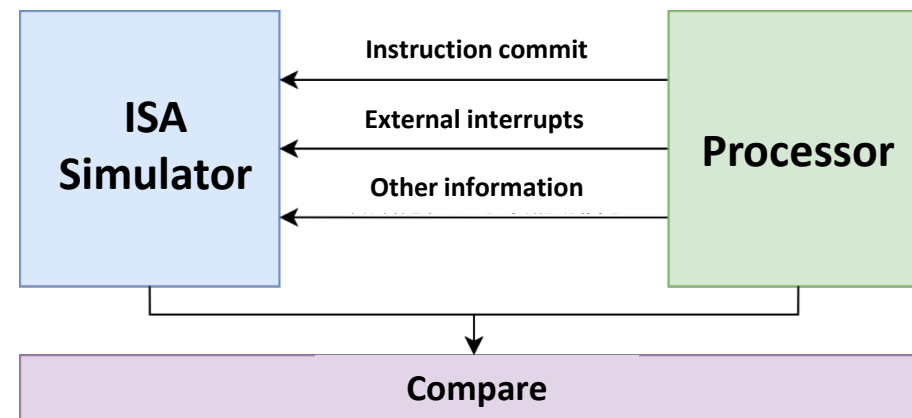 Instruction commit
ISA
Simulator
External interrupts
Processor
Other information
Compare